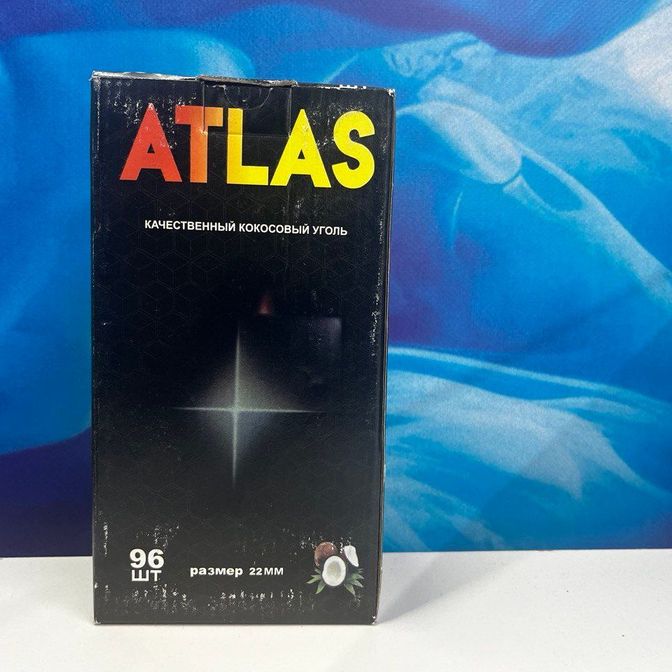 ATLAS
КАЧЕСТВЕННЫЙ КОКОСОВЫЙ УГОЛЬ
96
ШТ
размер 22мм